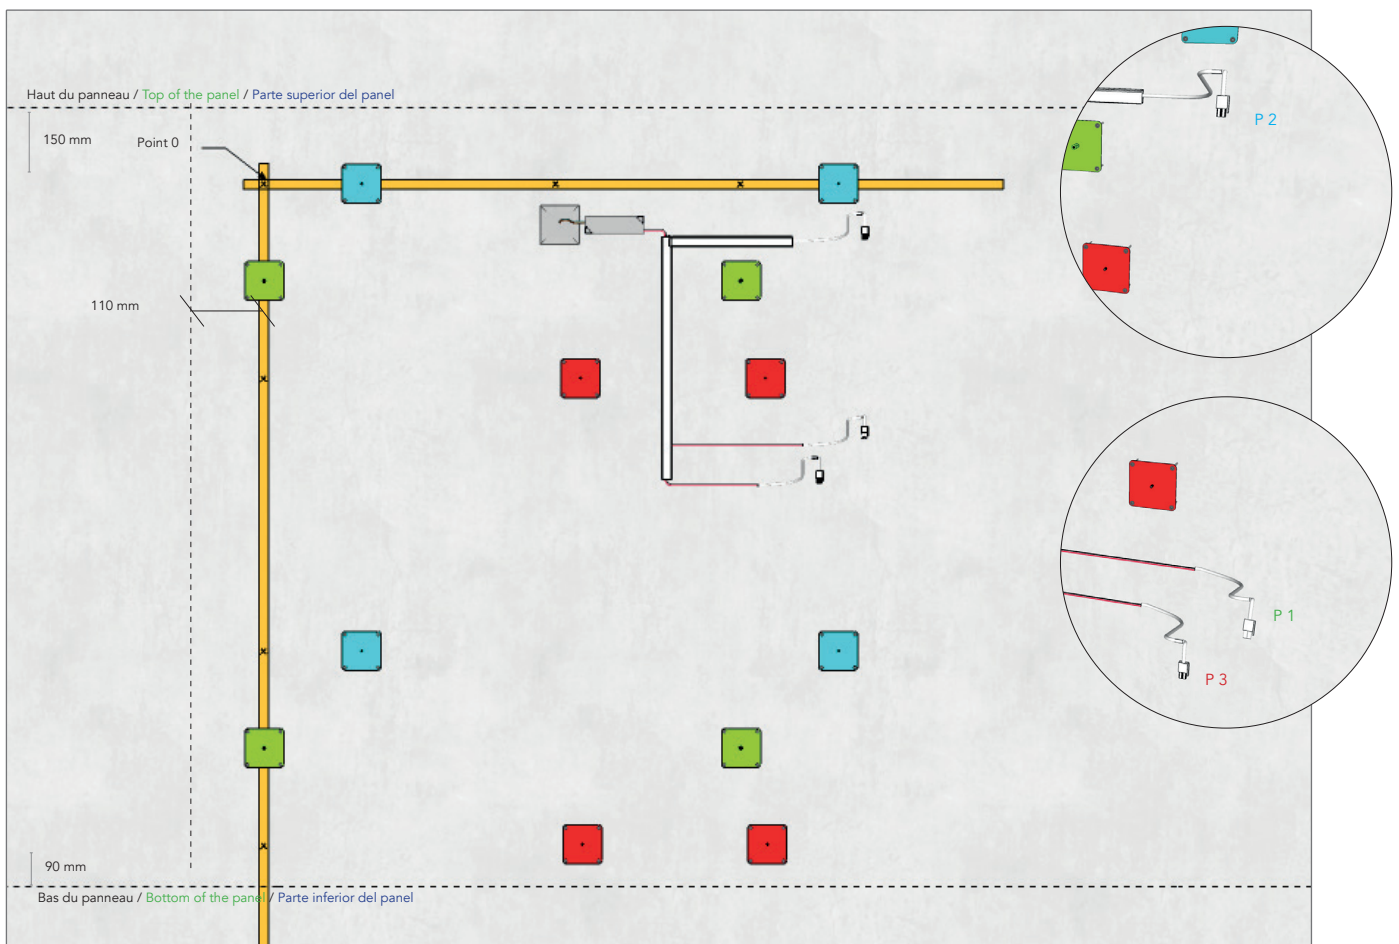 Haut du panneau / Top of the panel / Parte superior del panel
150 mm
Point 0
P 2
110 mm
P 1
P 3
90 mm
Bas du panneau / Bottom of the panel / Parte inferior del panel